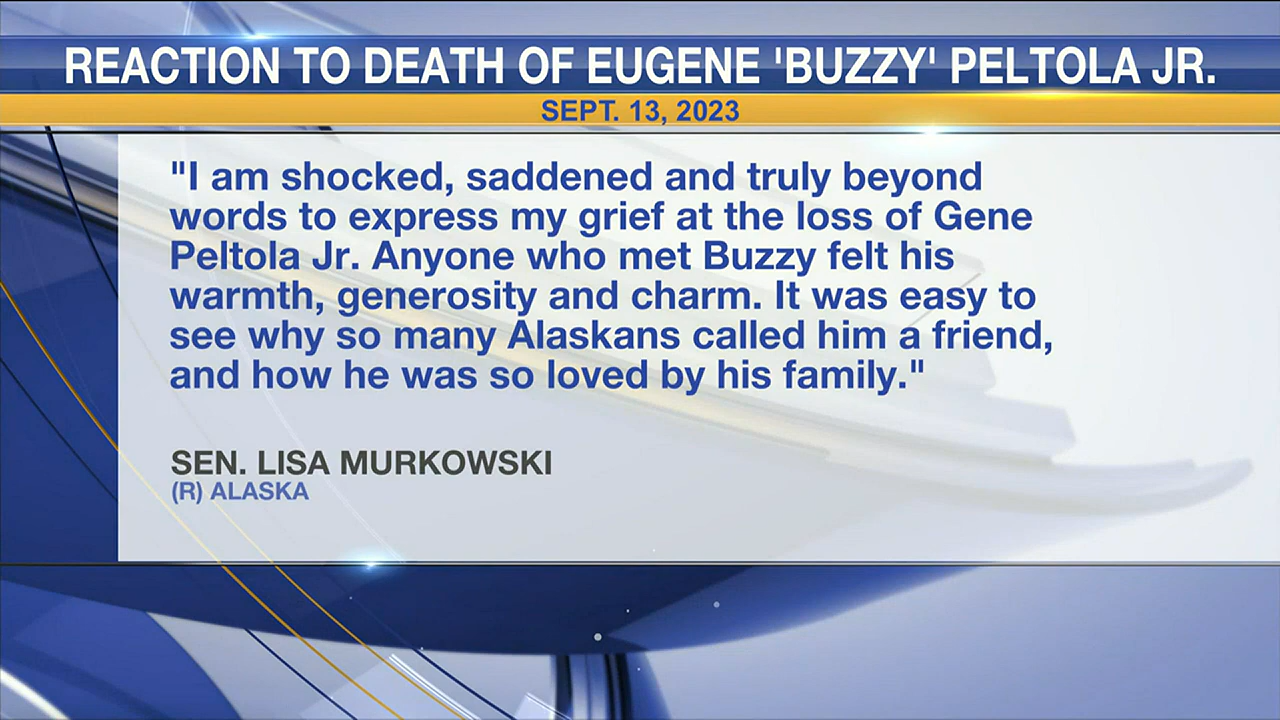 REACTION TO DEATH OF EUGENE 'BUZZY' PELTOLA JR.
SEPT. 13, 2023
"I am shocked, saddened and truly beyond
words to express my grief at the loss of Gene
Peltola Jr. Anyone who met Buzzy felt his
warmth, generosity and charm. It was easy to
see why so many Alaskans called him a friend,
and how he was so loved by his family."
SEN. LISA MURKOWSKI
(R) ALASKA